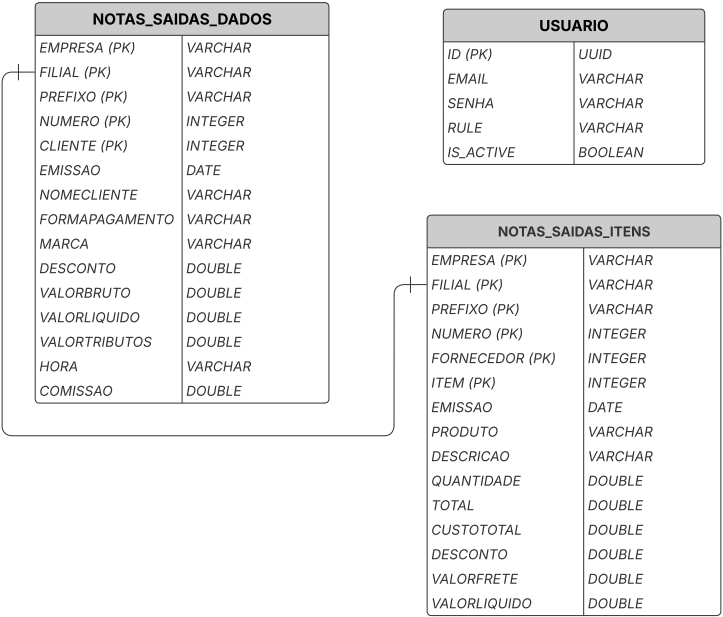 NOTAS_SAIDAS_DADOS
EMPRESA (PK) VARCHAR
FILIAL (PK) VARCHAR
PREFIXO (PK) VARCHAR
NUMERO (PK) INTEGER
CLIENTE (PK) INTEGER
EMISSAO DATE
NOMECLIENTE VARCHAR
FORMAPAGAMENTO VARCHAR
MARCA VARCHAR
DESCONTO DOUBLE
VALORBRUTO DOUBLE
VALORLIQUIDO DOUBLE
VALORTRIBUTOS DOUBLE
HORA VARCHAR
COMISSAO DOUBLE
USUARIO
ID (PK) UUID
EMAIL VARCHAR
SENHA VARCHAR
RULE VARCHAR
IS_ACTIVE BOOLEAN
NOTAS_SAIDAS_ITENS
EMPRESA (PK) VARCHAR
FILIAL (PK) VARCHAR
PREFIXO (PK) VARCHAR
NUMERO (PK) INTEGER
FORNECEDOR (PK) INTEGER
ITEM (PK) INTEGER
EMISSAO DATE
PRODUTO VARCHAR
DESCRICAO VARCHAR
QUANTIDADE DOUBLE
TOTAL DOUBLE
CUSTOTOTAL DOUBLE
DESCONTO DOUBLE
VALORFRETE DOUBLE
VALORLIQUIDO DOUBLE